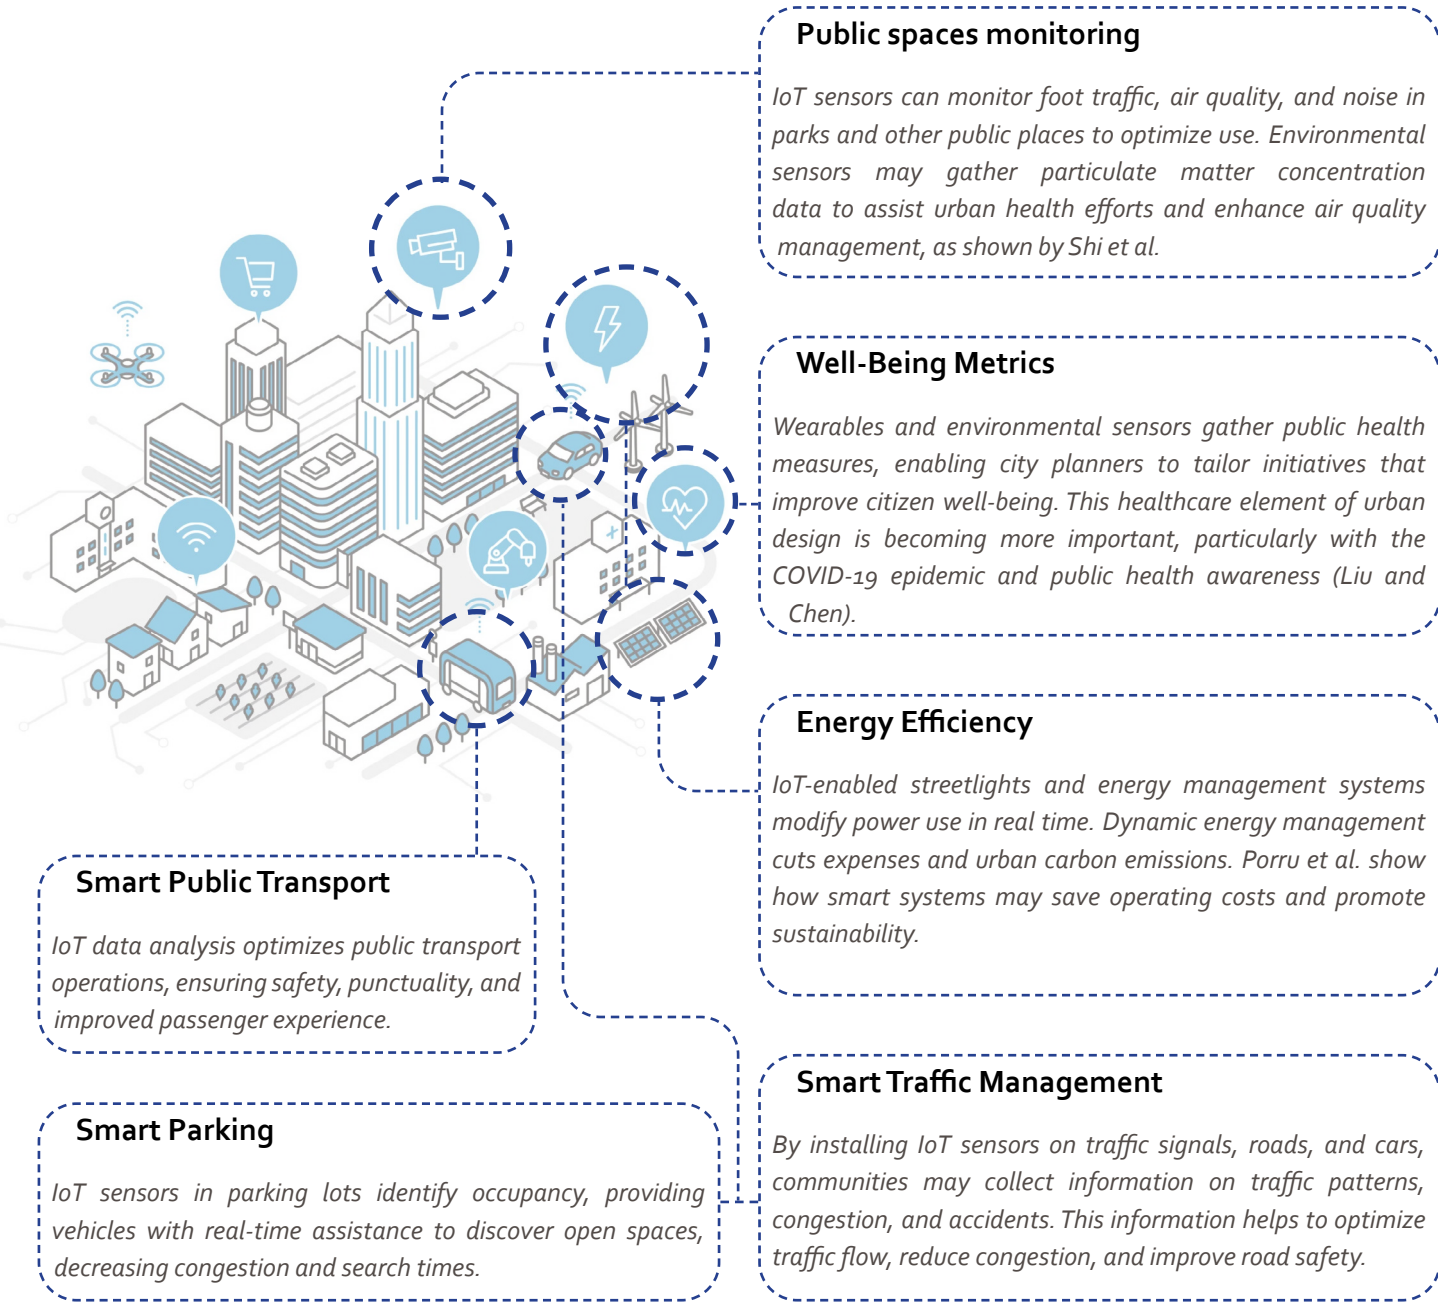 Public spaces monitoring
IoT sensors can monitor foot traffic, air quality, and noise in
parks and other public places to optimize use. Environmental
sensors may gather particulate matter concentration
data to assist urban health efforts and enhance air quality
management, as shown by Shi et al.
Well-Being Metrics
Wearables and environmental sensors gather public health
measures, enabling city planners to tailor initiatives that
improve citizen well-being. This healthcare element of urban
design is becoming more important, particularly with the
COVID-19 epidemic and public health awareness (Liu and
Chen).
Energy Efficiency
IoT-enabled streetlights and energy management systems
modify power use in real time. Dynamic energy management
cuts expenses and urban carbon emissions. Porru et al. show
how smart systems may save operating costs and promote
sustainability.
Smart Public Transport
IoT data analysis optimizes public transport
operations, ensuring safety, punctuality, and
improved passenger experience.
Smart Parking
IoT sensors in parking lots identify occupancy, providing
vehicles with real-time assistance to discover open spaces,
decreasing congestion and search times.
Smart Traffic Management
By installing IoT sensors on traffic signals, roads, and cars,
communities may collect information on traffic patterns,
congestion, and accidents. This information helps to optimize
traffic flow, reduce congestion, and improve road safety.